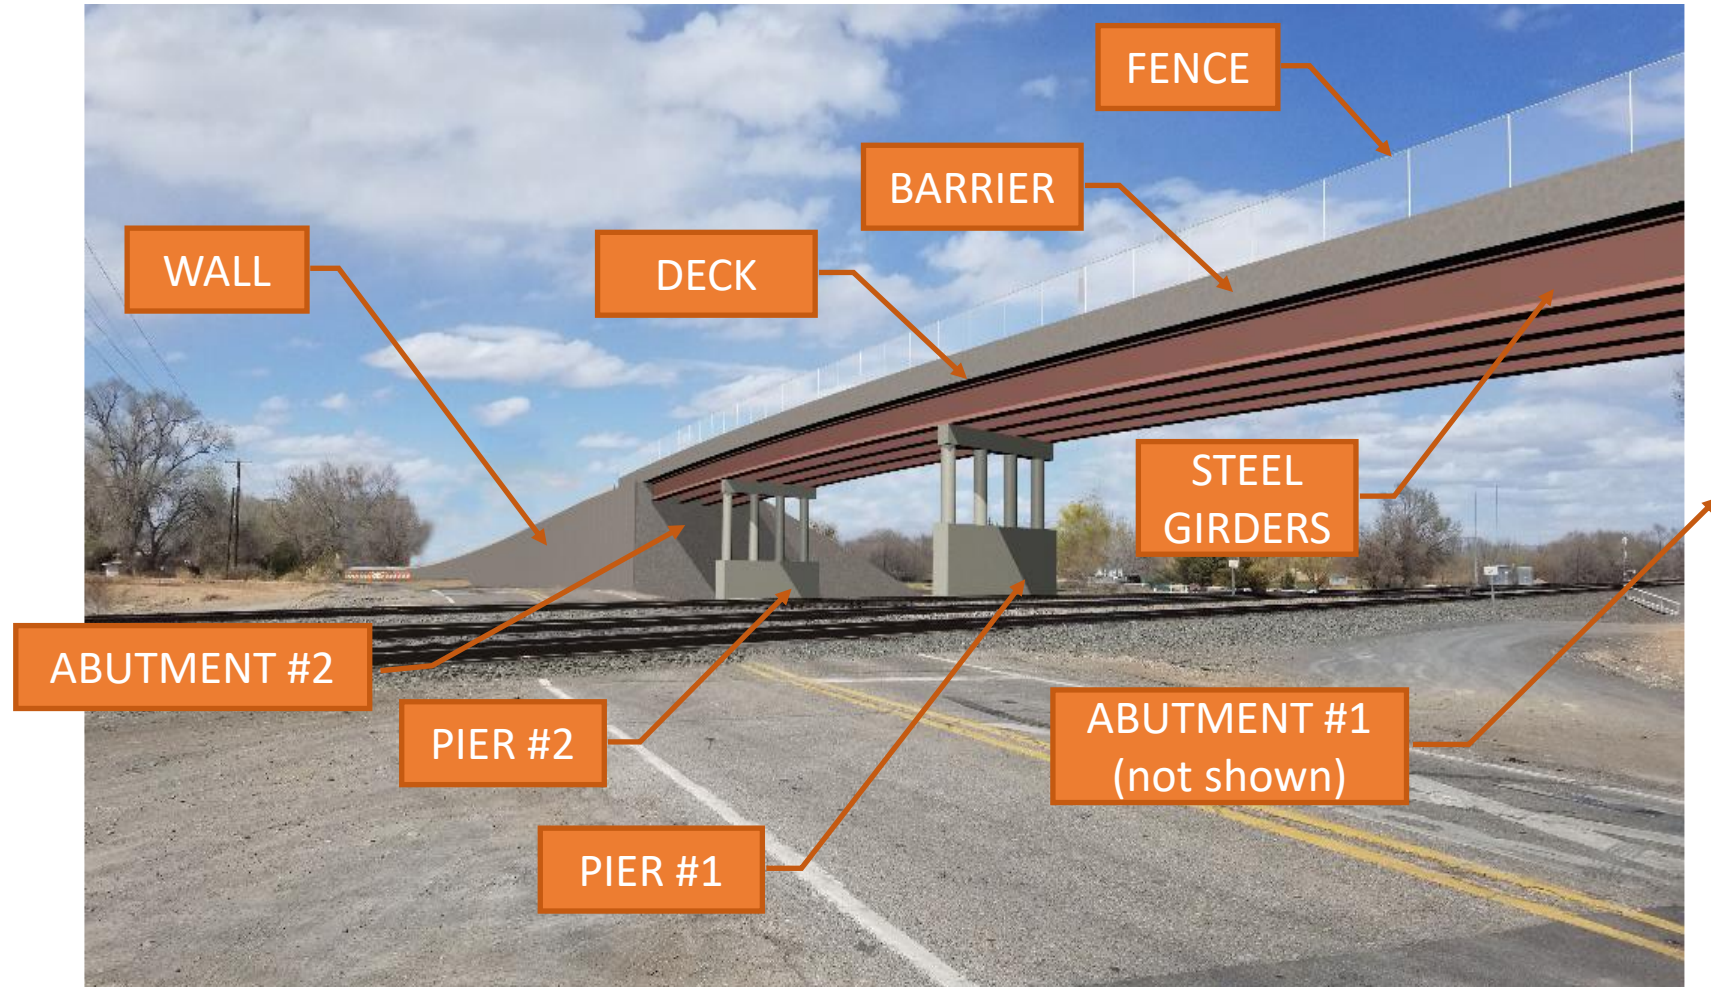 FENCE
BARRIER
WALL
DECK
STEEL
GIRDERS
ABUTMENT #2
PIER #2
ABUTMENT #1
(not shown)
PIER #1